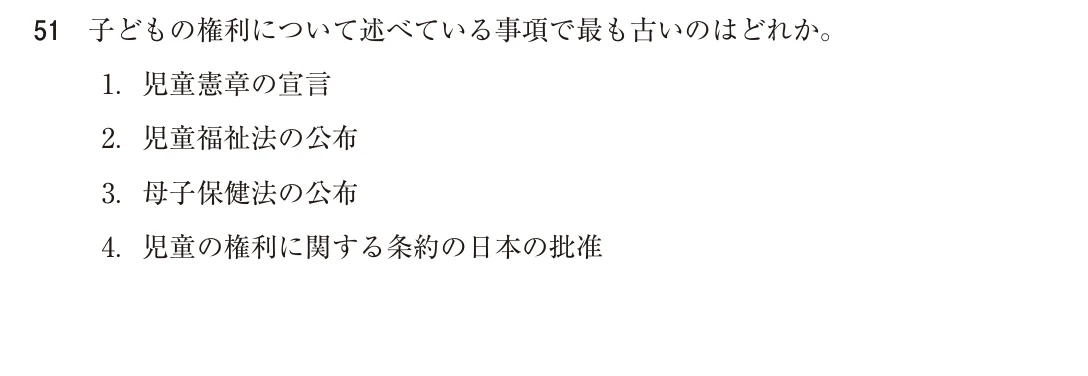 51 子どもの権利について述べている事項で最も古いのはどれか。
1. 児童憲章の宣言
2. 児童福祉法の公布
3. 母子保健法の公布
4. 児童の権利に関する条約の日本の批准